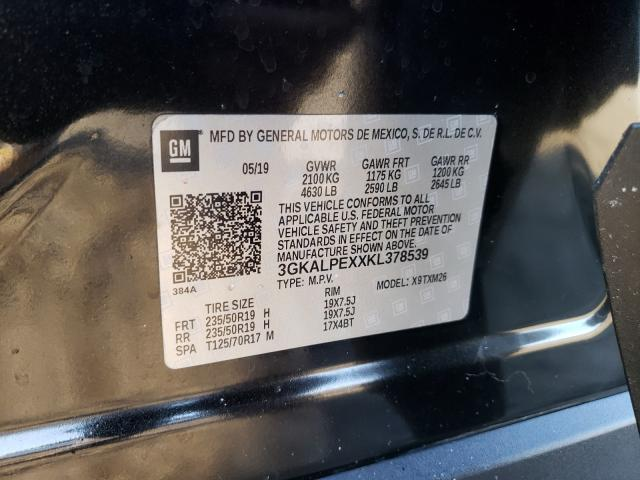 GM
MFD BY GENERAL MOTORS DE MEXICO, S. DE R.L. DE C.V.
05/19 GVWR GAWR FRT GAWR RR
2100 KG 1175 KG 1200 KG
4630 LB 2590 LB 2645 LB
THIS VEHICLE CONFORMS TO ALL
APPLICABLE U.S. FEDERAL MOTOR
VEHICLE SAFETY AND THEFT PREVENTION
STANDARDS IN EFFECT ON THE DATE OF
MANUFACTURE SHOWN ABOVE.
384A
3GKALPEXXKL378539
TYPE: M.P.V. MODEL: X9TXM26
TIRE SIZE RIM
FRT 235/50R19 H 19X7.5J
RR 235/50R19 H 19X7.5J
SPA T125/70R17 M 17X4BT